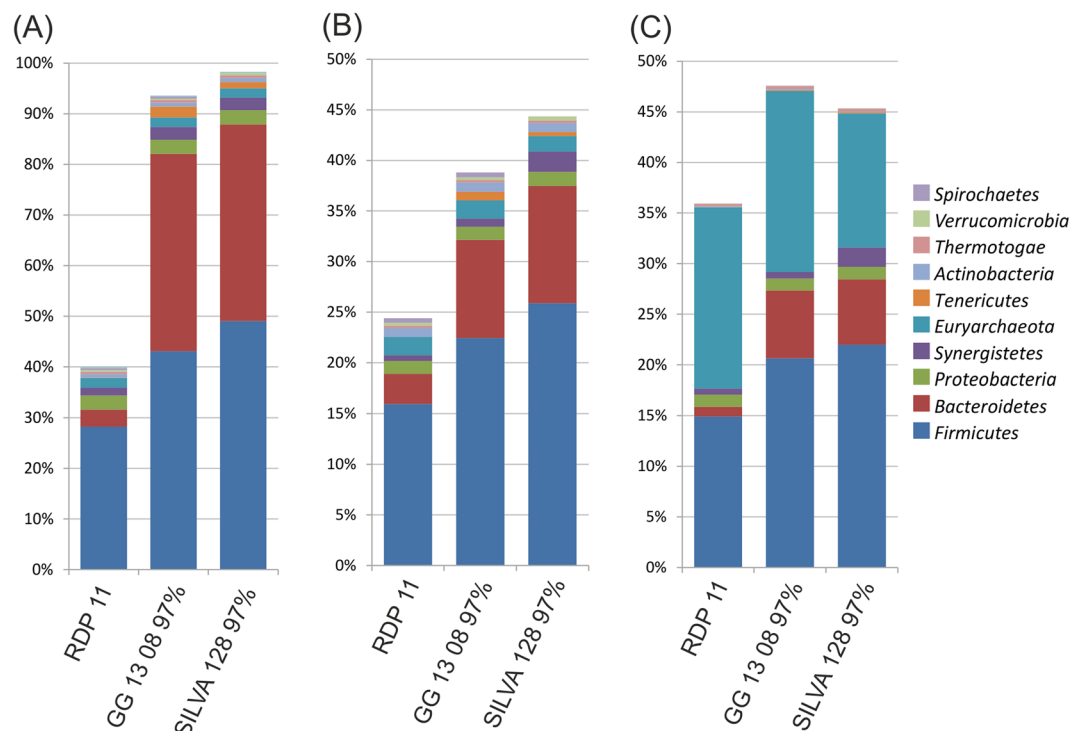 (A)
100%
90%
80%
70%
60%
50%
40%
30%
20%
10%
0%
RDP 11
GG 13 08 97%
SILVA 128 97%
(B)
50%
45%
40%
35%
30%
25%
20%
15%
10%
5%
0%
RDP 11
GG 13 08 97%
SILVA 128 97%
(C)
50%
45%
40%
35%
30%
25%
20%
15%
10%
5%
0%
RDP 11
GG 13 08 97%
SILVA 128 97%
Spirochaetes
Verrucomicrobia
Thermotogae
Actinobacteria
Tenericutes
Euryarchaeota
Synergistetes
Proteobacteria
Bacteroidetes
Firmicutes